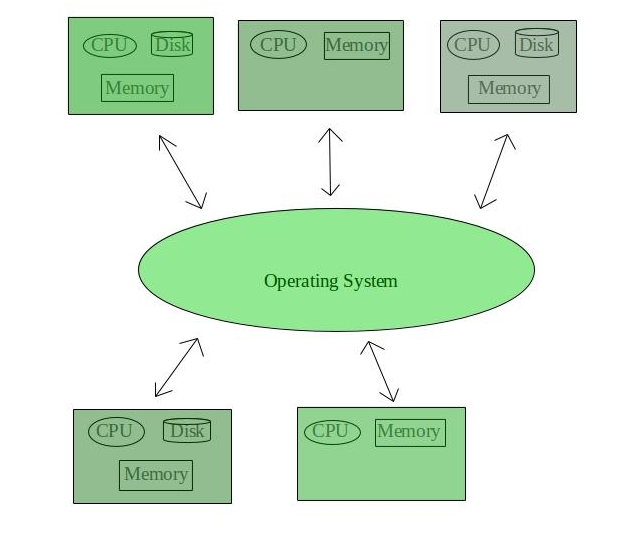 CPU Disk
Memory
CPU Memory
CPU Disk
Memory
Operating System
CPU Disk
Memory
CPU Memory